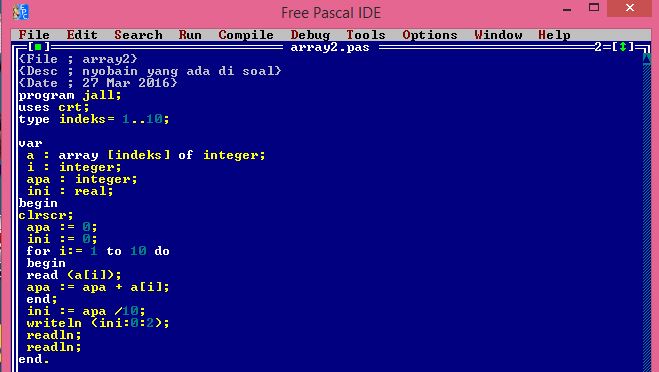 Free Pascal IDE
File Edit Search Run Compile Debug Tools Options Window Help
[■] array2.pas 2=[↕]
{File ; array2}
{Desc ; nyobain yang ada di soal}
{Date ; 27 Mar 2016}
program jall;
uses crt;
type indeks= 1..10;
var
a : array [indeks] of integer;
i : integer;
apa : integer;
ini : real;
begin
clrscr;
apa := 0;
ini := 0;
for i:= 1 to 10 do
begin
read (a[i]);
apa := apa + a[i];
end;
ini := apa /10;
writeln (ini:0:2);
readln;
readln;
end.